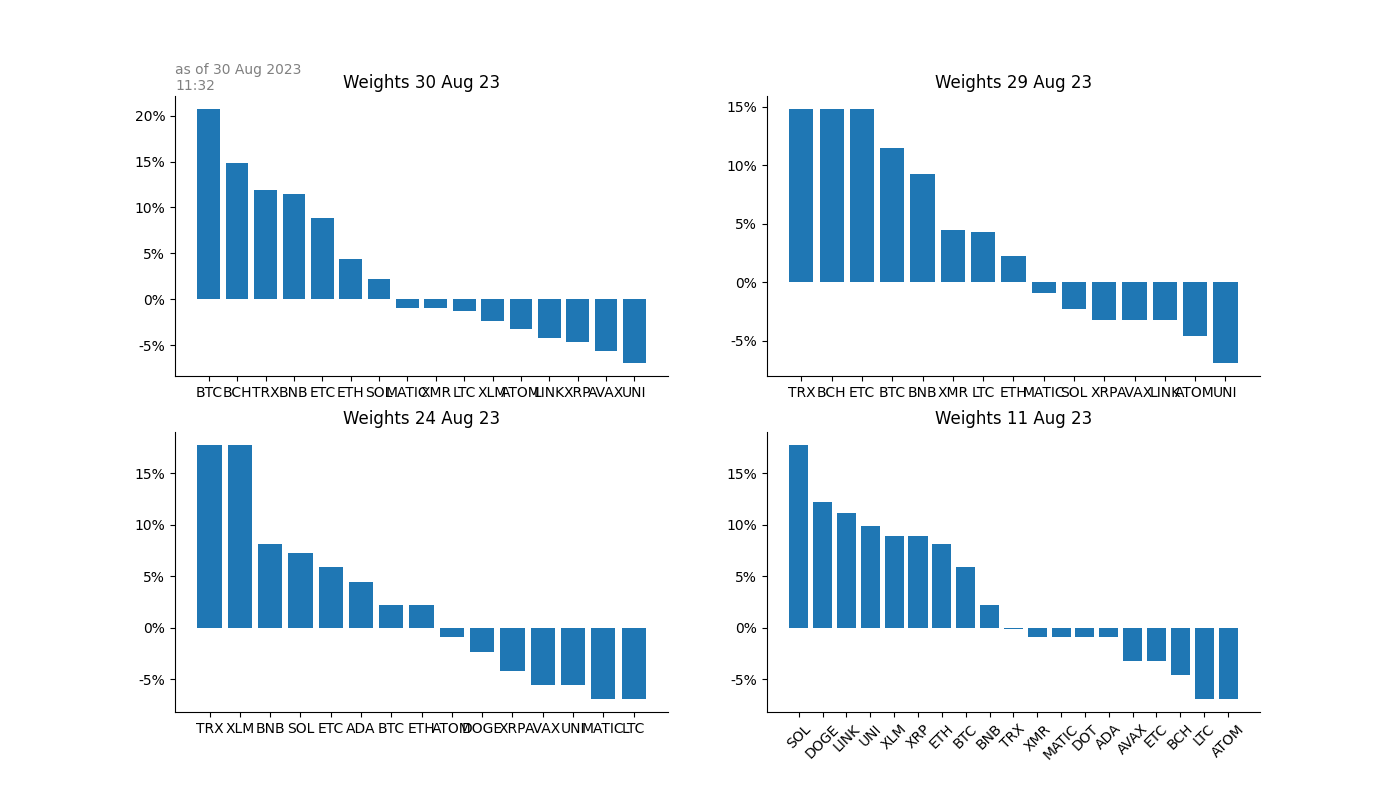 as of 30 Aug 2023
11:32
Weights 30 Aug 23
20%
15%
10%
5%
0%
-5%
BTC BCH TRX BNB ETC ETH SOL MATIC XMR LTC XLM ATOM LINK XRP AVAX UNI
Weights 29 Aug 23
15%
10%
5%
0%
-5%
TRX BCH ETC BTC BNB XMR LTC ETH MATIC SOL XRP AVAX LINK ATOM UNI
Weights 24 Aug 23
15%
10%
5%
0%
-5%
TRX XLM BNB SOL ETC ADA BTC ETH ATOM DOGE XRP AVAX UNI MATIC LTC
Weights 11 Aug 23
15%
10%
5%
0%
-5%
SOL DOGE LINK UNI XLM XRP ETH BTC BNB TRX XMR MATIC DOT ADA AVAX ETC BCH LTC ATOM